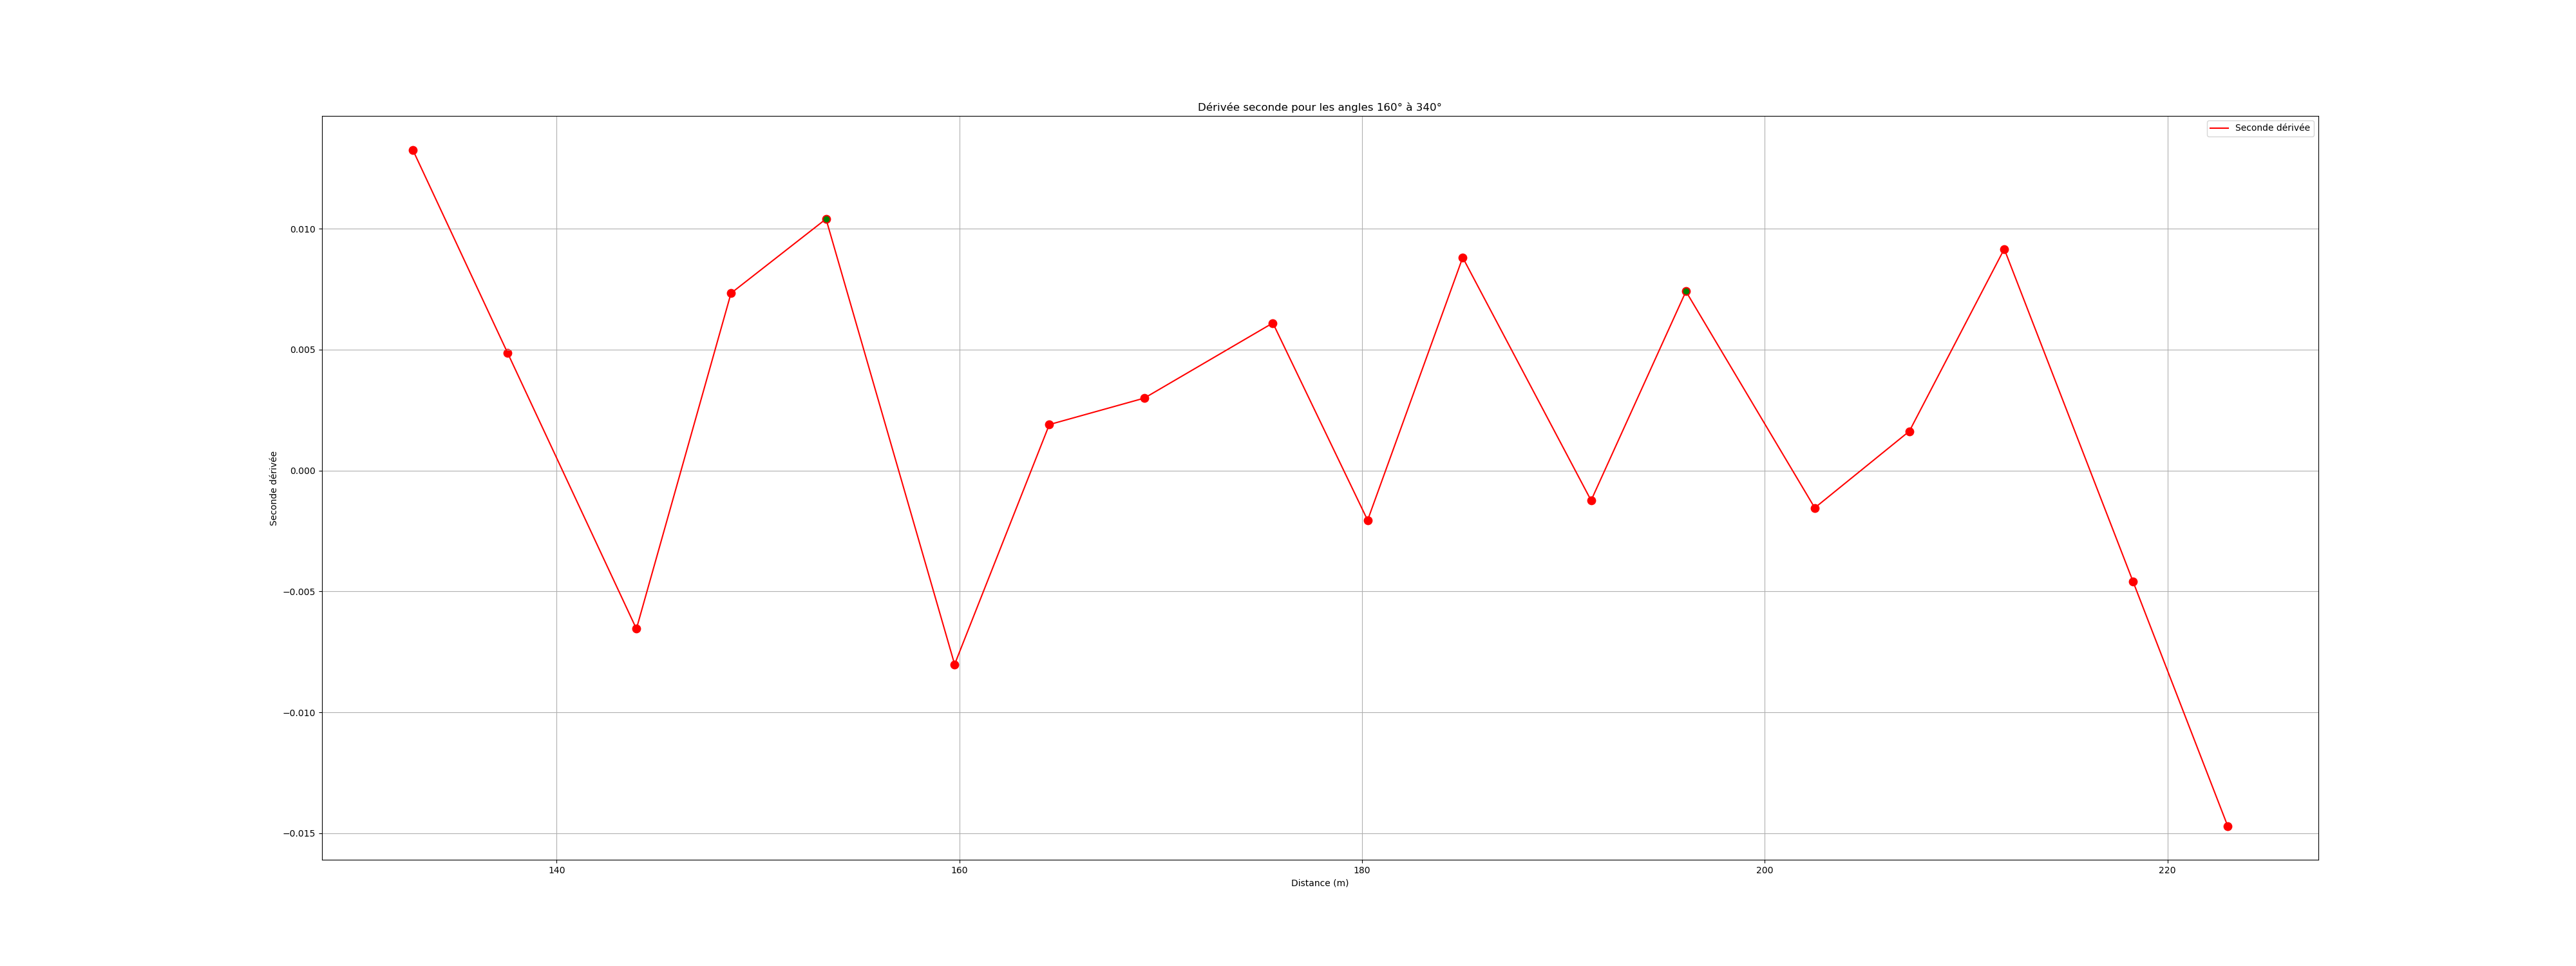 Dérivée seconde pour les angles 160° à 340°
Seconde dérivée
0.010
0.005
0.000
−0.005
−0.010
−0.015
Seconde dérivée
140
160
180
200
220
Distance (m)